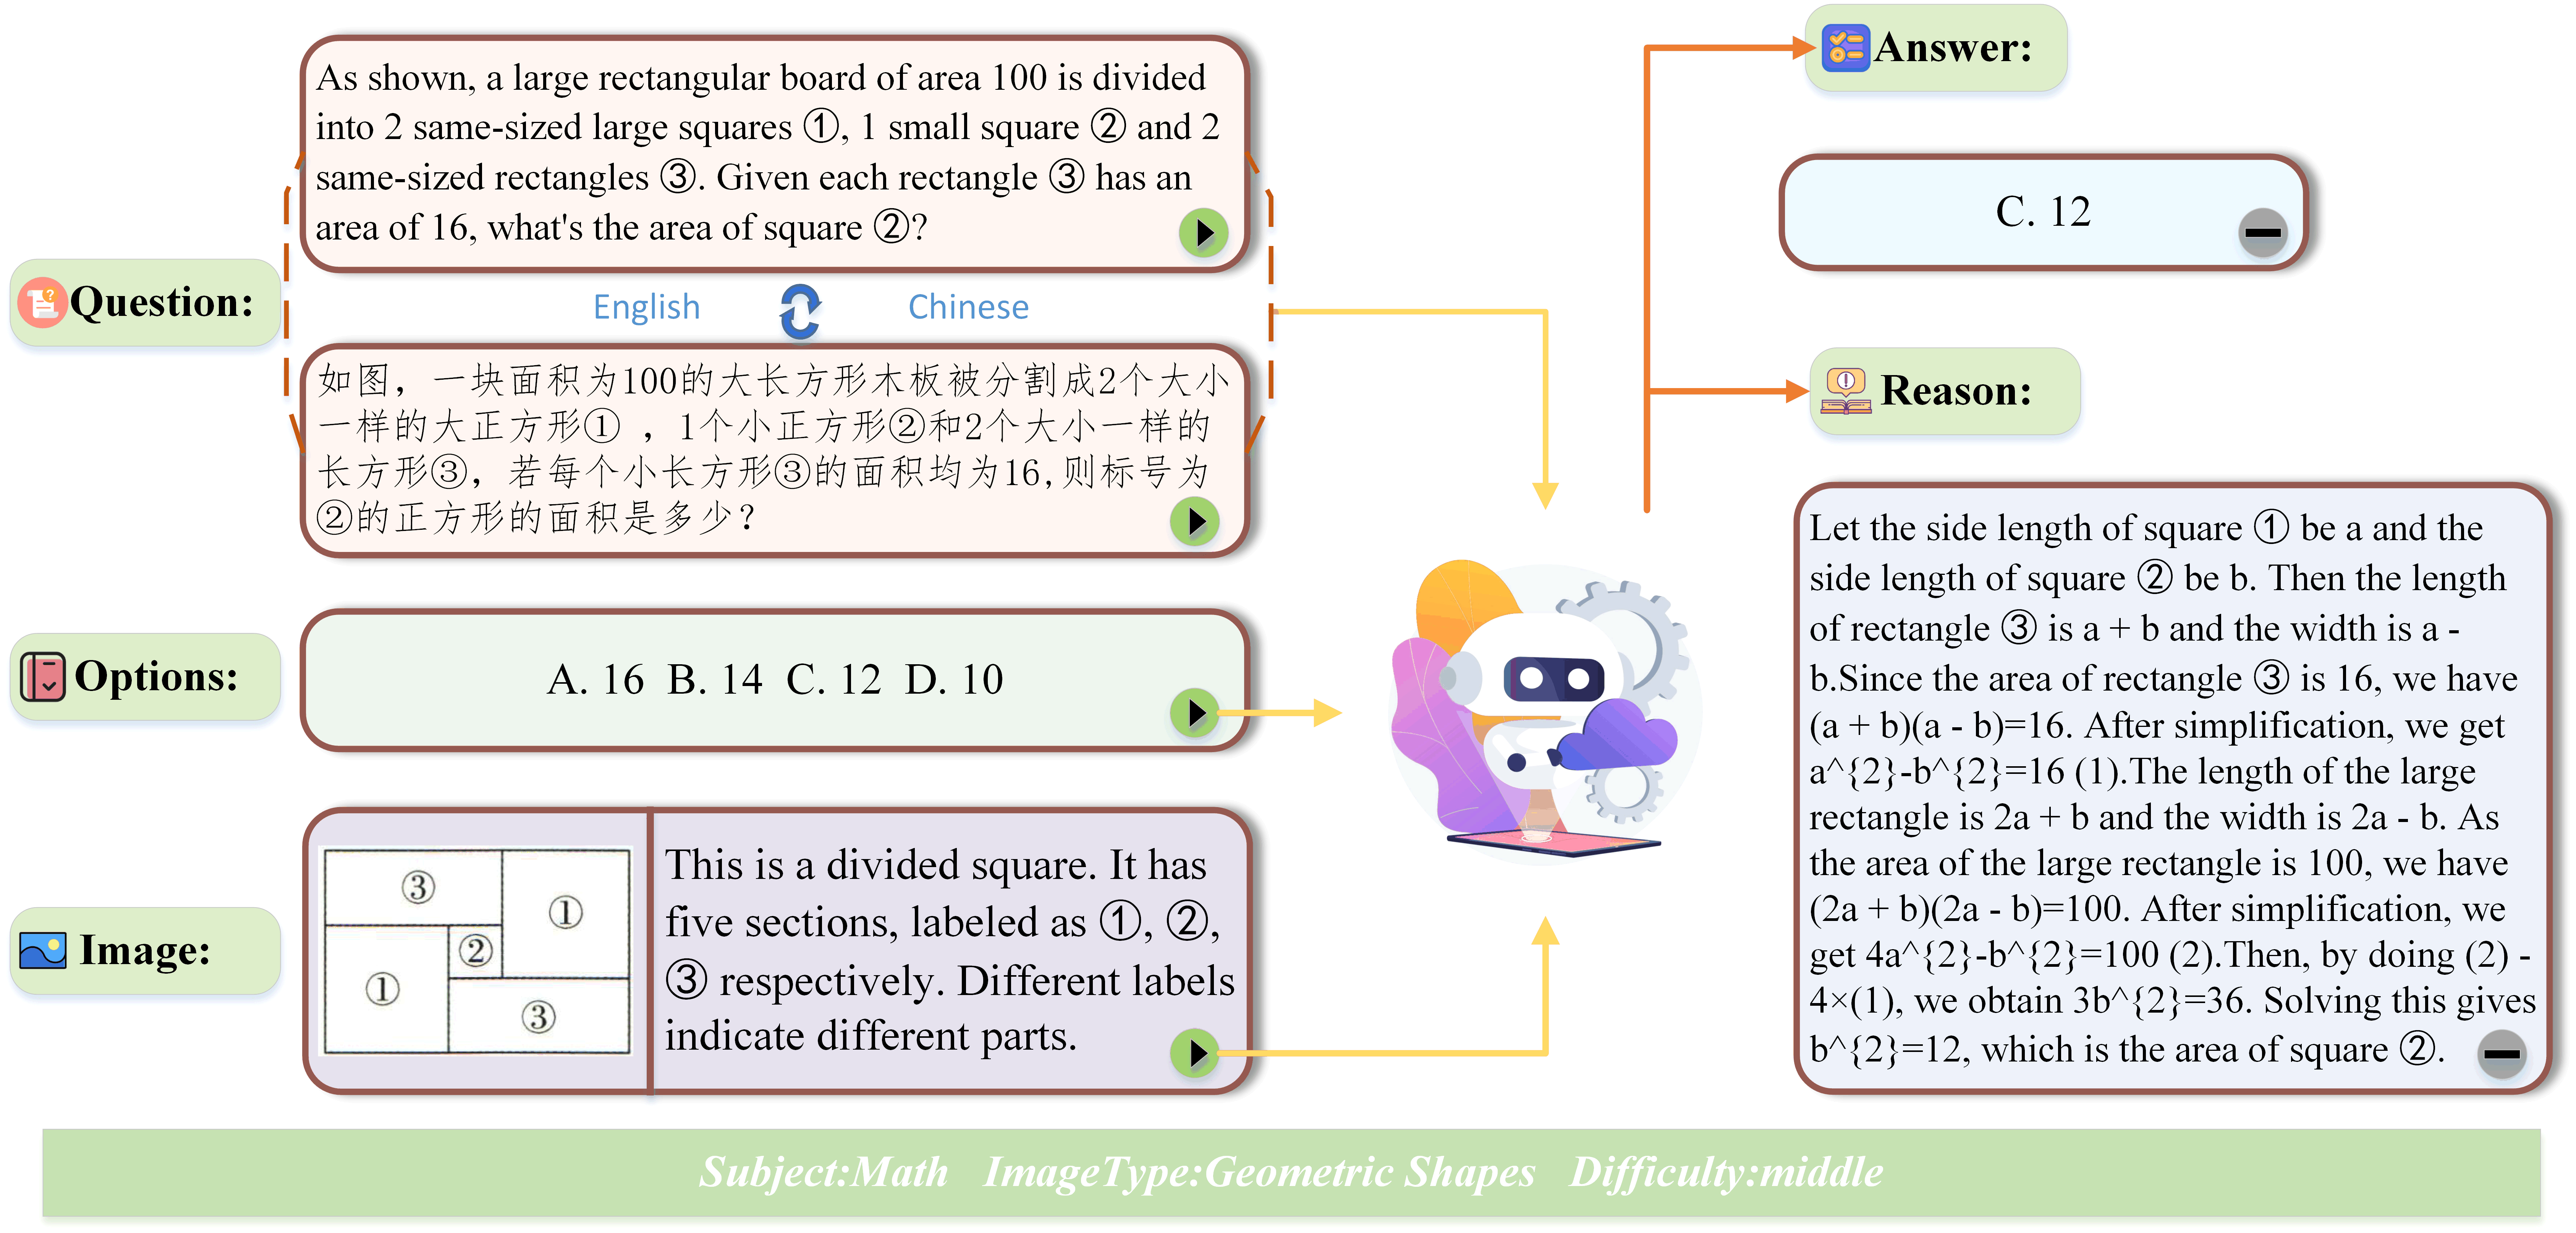 Question:
As shown, a large rectangular board of area 100 is divided
into 2 same-sized large squares ①, 1 small square ② and 2
same-sized rectangles ③. Given each rectangle ③ has an
area of 16, what's the area of square ②?
English
Chinese
如图，一块面积为100的大长方形木板被分割成2个大小
一样的大正方形①，1个小正方形②和2个大小一样的
长方形③，若每个小长方形③的面积均为16,则标号为
②的正方形的面积是多少？
Options:
A. 16 B. 14 C. 12 D. 10
Image:
③
①
②
①
③
This is a divided square. It has
five sections, labeled as ①, ②,
③ respectively. Different labels
indicate different parts.
Answer:
C. 12
Reason:
Let the side length of square ① be a and the
side length of square ② be b. Then the length
of rectangle ③ is a + b and the width is a -
b.Since the area of rectangle ③ is 16, we have
(a + b)(a - b)=16. After simplification, we get
a^{2}-b^{2}=16 (1).The length of the large
rectangle is 2a + b and the width is 2a - b. As
the area of the large rectangle is 100, we have
(2a + b)(2a - b)=100. After simplification, we
get 4a^{2}-b^{2}=100 (2).Then, by doing (2) -
4×(1), we obtain 3b^{2}=36. Solving this gives
b^{2}=12, which is the area of square ②.
Subject:Math ImageType:Geometric Shapes Difficulty:middle